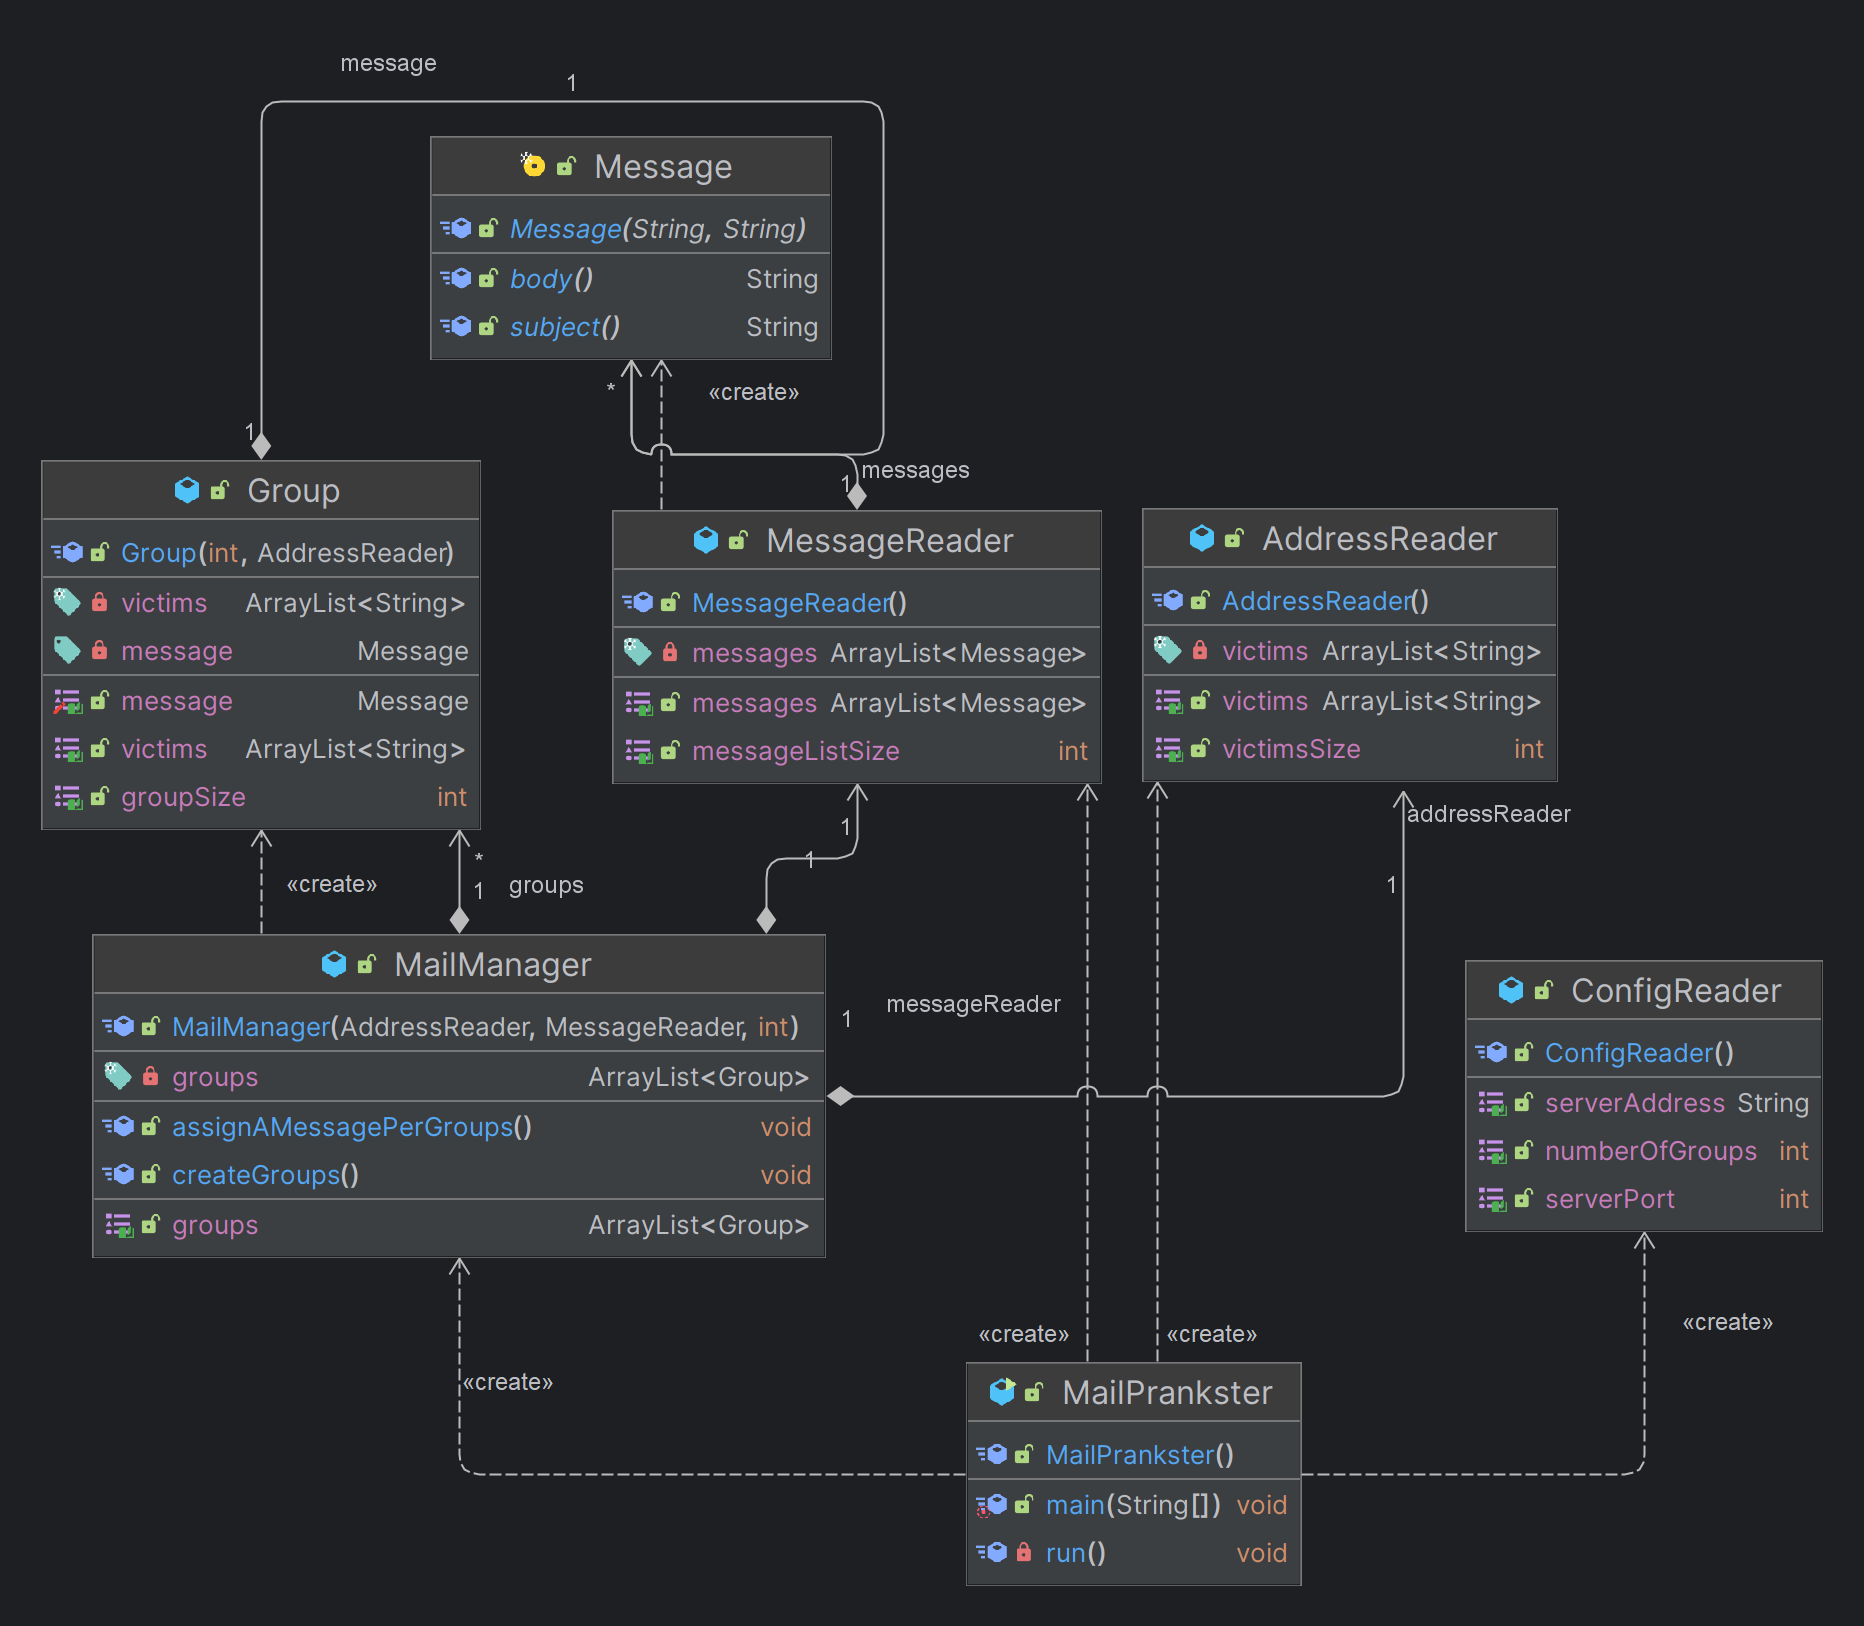 message
1
Message
Message(String, String)
body() String
subject() String
* «create»
1
messages
1
Group
Group(int, AddressReader)
victims ArrayList<String>
message Message
message Message
victims ArrayList<String>
groupSize int
MessageReader
MessageReader()
messages ArrayList<Message>
messages ArrayList<Message>
messageListSize int
AddressReader
AddressReader()
victims ArrayList<String>
victims ArrayList<String>
victimsSize int
addressReader
1
1
1
*
«create»
1 groups
MailManager
MailManager(AddressReader, MessageReader, int)
groups ArrayList<Group>
assignAMessagePerGroups() void
createGroups() void
groups ArrayList<Group>
messageReader
1
ConfigReader
ConfigReader()
serverAddress String
numberOfGroups int
serverPort int
«create»
«create»
«create»
«create»
MailPrankster
MailPrankster()
main(String[]) void
run() void